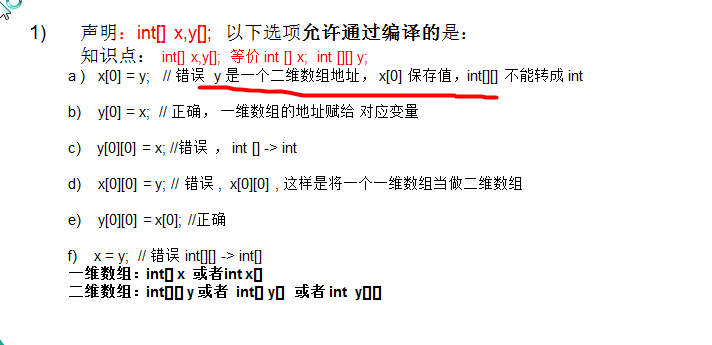 1) 声明：int[] x,y[]; 以下选项允许通过编译的是：
知识点： int[] x,y[]; 等价 int [] x; int [][] y;
a ) x[0] = y; // 错误 y 是一个二维数组地址， x[0] 保存值，int[][] 不能转成 int
b) y[0] = x; // 正确， 一维数组的地址赋给 对应变量
c) y[0][0] = x; //错误 ， int [] -> int
d) x[0][0] = y; // 错误 , x[0][0] , 这样是将一个一维数组当做二维数组
e) y[0][0] = x[0]; //正确
f) x = y; // 错误 int[][] -> int[]
一维数组：int[] x 或者int x[]
二维数组：int[][] y 或者 int[] y[] 或者 int y[][]